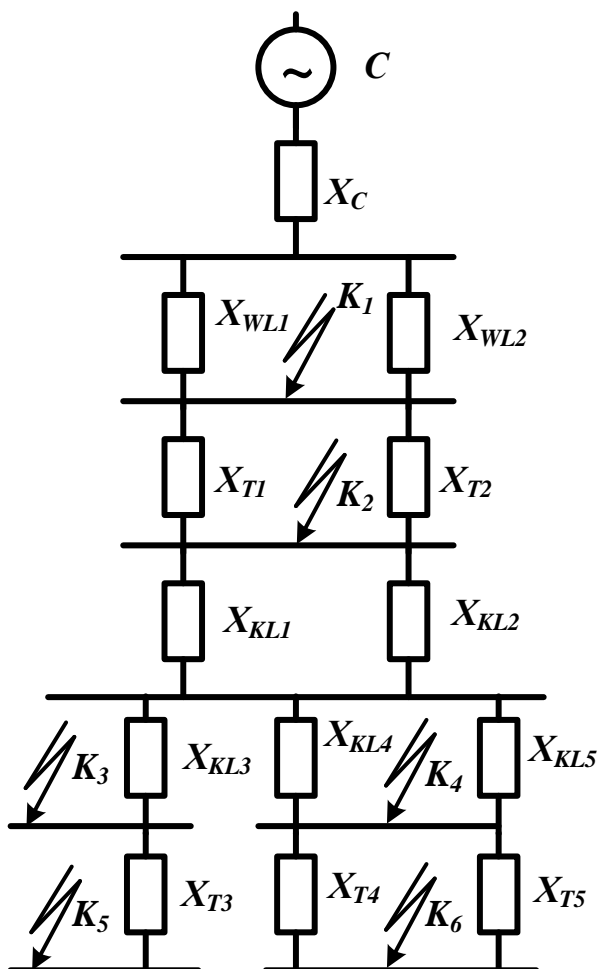 ~ C
X_C
X_WL1 K_1 X_WL2
X_T1 K_2 X_T2
X_KL1 X_KL2
K_3 X_KL3 X_KL4 K_4 X_KL5
K_5 X_T3 X_T4 K_6 X_T5